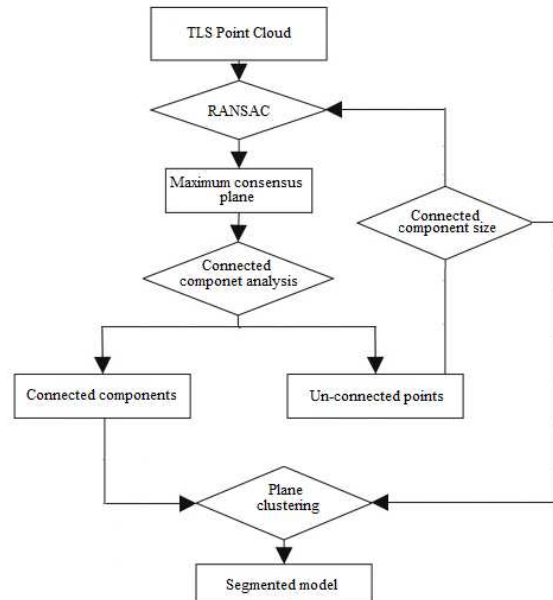 TLS Point Cloud
RANSAC
Maximum consensus
plane
Connected
component size
Connected
componet analysis
Connected components
Un-connected points
Plane
clustering
Segmented model